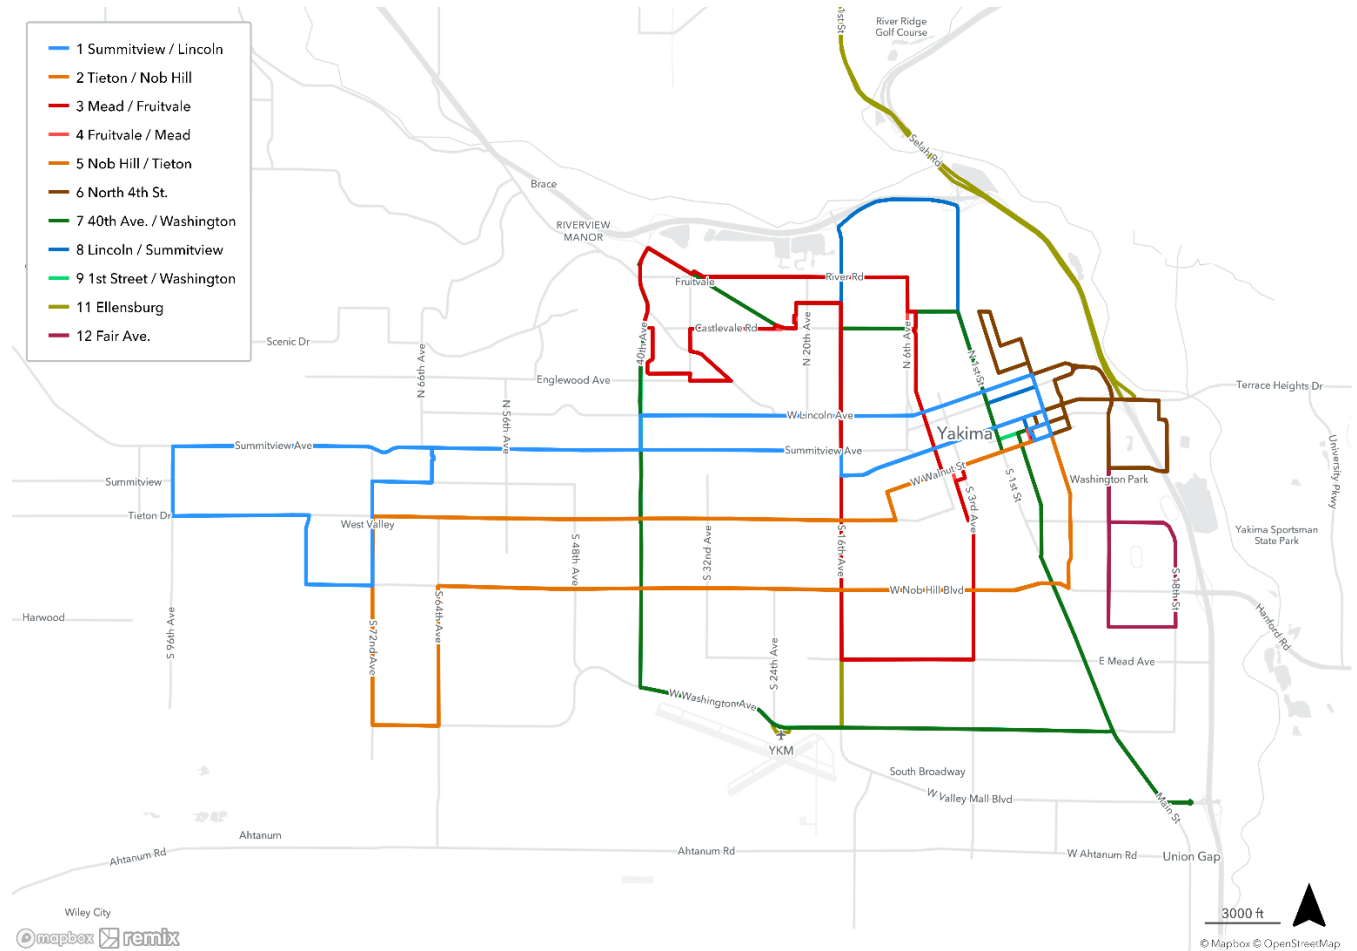 1 Summitview / Lincoln
2 Tieton / Nob Hill
3 Mead / Fruitvale
4 Fruitvale / Mead
5 Nob Hill / Tieton
6 North 4th St.
7 40th Ave. / Washington
8 Lincoln / Summitview
9 1st Street / Washington
11 Ellensburg
12 Fair Ave.
1st St
River Ridge
Golf Course
Selah Rd
Brace
RIVERVIEW
MANOR
Fruitvale
River Rd
Castlevale Rd
40th Ave
N 20th Ave
N 6th Ave
N 1st St
Scenic Dr
N 66th Ave
Englewood Ave
N 56th Ave
Terrace Heights Dr
W Lincoln Ave
Yakima
Summitview Ave
Summitview Ave
University Pkwy
Summitview
W Walnut St
S 3rd Ave
S 1st St
Washington Park
Tieton Dr
West Valley
S 48th Ave
S 32nd Ave
S 16th Ave
Yakima Sportsman
State Park
S 18th St
W Nob Hill Blvd
Harwood
S 96th Ave
S 72nd Ave
S 64th Ave
Hanford Rd
S 24th Ave
E Mead Ave
W Washington Ave
YKM
South Broadway
W Valley Mall Blvd
Main St
Ahtanum
Ahtanum Rd
Ahtanum Rd
W Ahtanum Rd
Union Gap
Wiley City
3000 ft
mapbox
remix
© Mapbox © OpenStreetMap